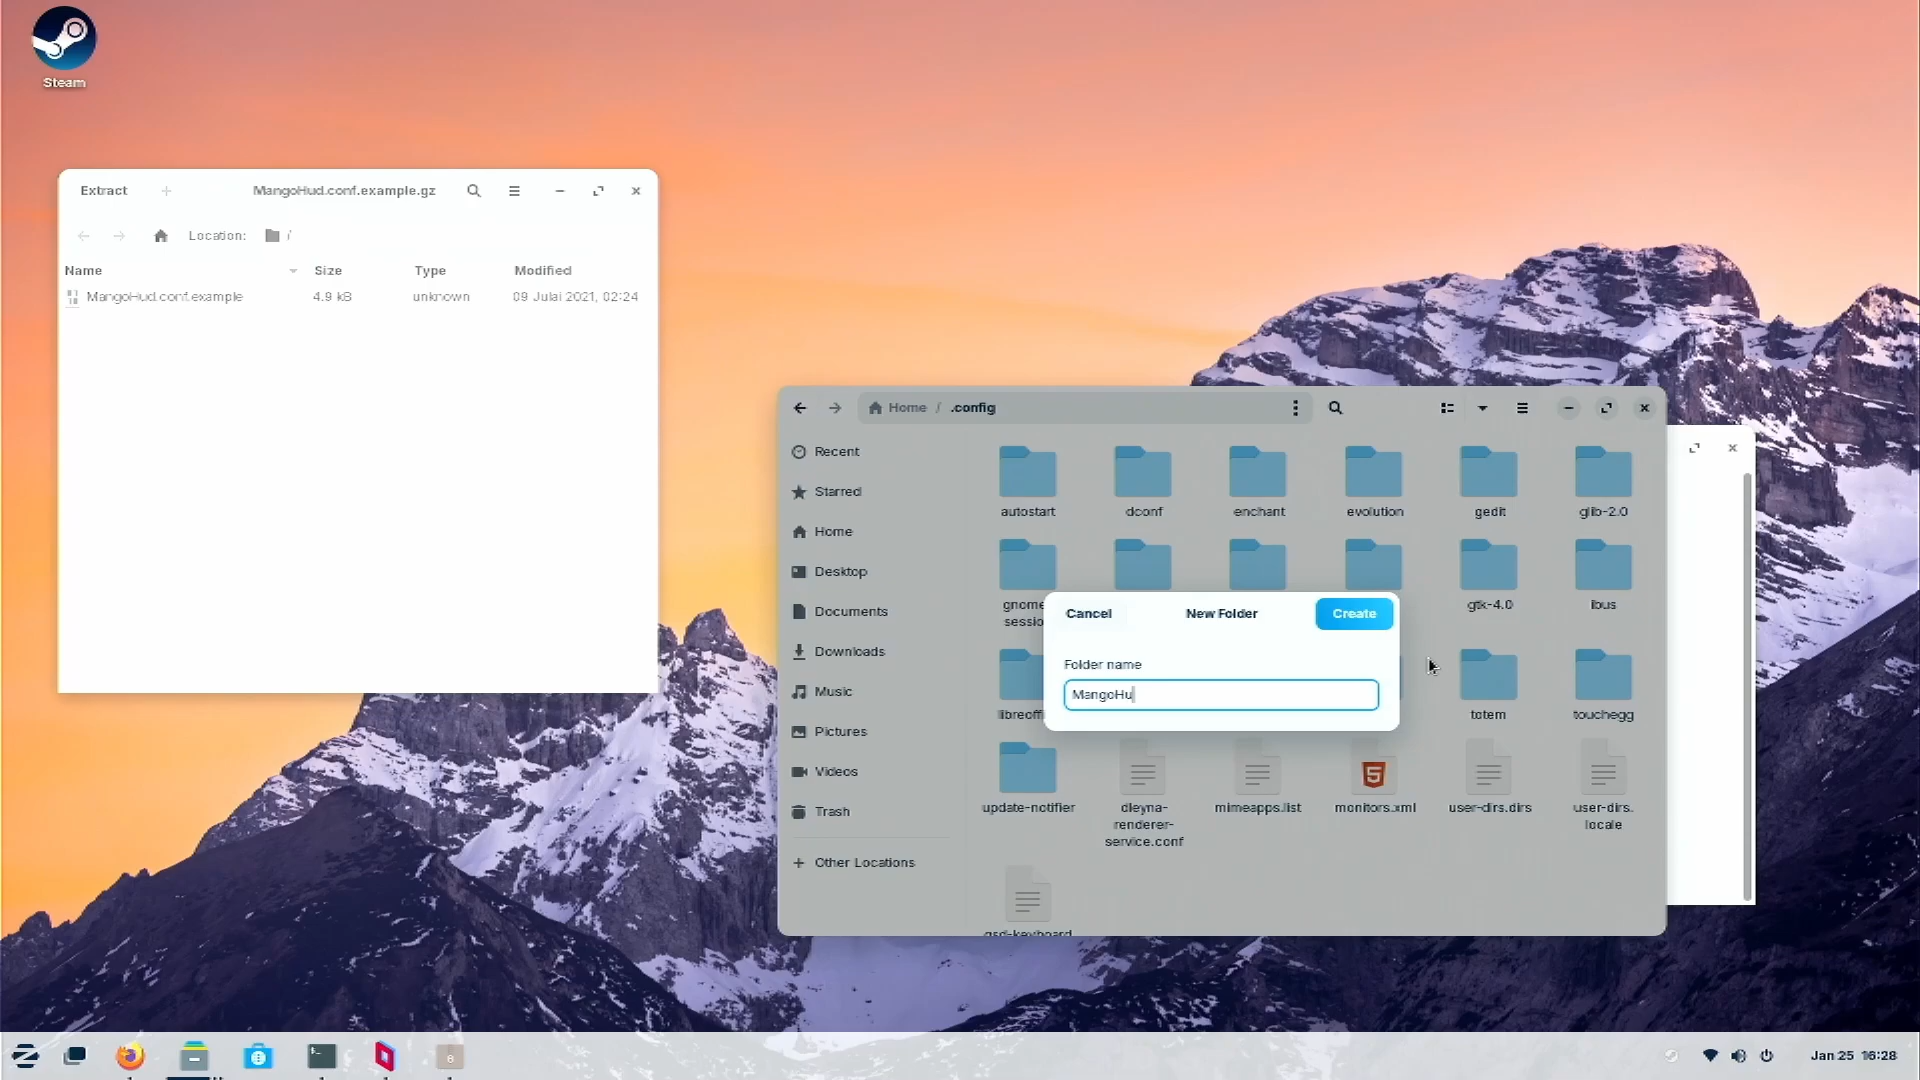 Steam
Extract
MangoHud.conf.example.gz
Location: /
Name Size Type Modified
MangoHud.conf.example 4.9 kB unknown 09 Julai 2021, 02:24
Home / .config
Recent
Starred
Home
Desktop
Documents
Downloads
Music
Pictures
Videos
Trash
Other Locations
autostart dconf enchant evolution gedit glib-2.0
gnome- gtk-4.0 ibus
sessio
libreoffi totem touchegg
update-notifier dleyna- mimeapps.list monitors.xml user-dirs.dirs user-dirs.
renderer- locale
service.conf
gsd-keyboard
Cancel New Folder Create
Folder name
MangoHu
Jan 25 16:28